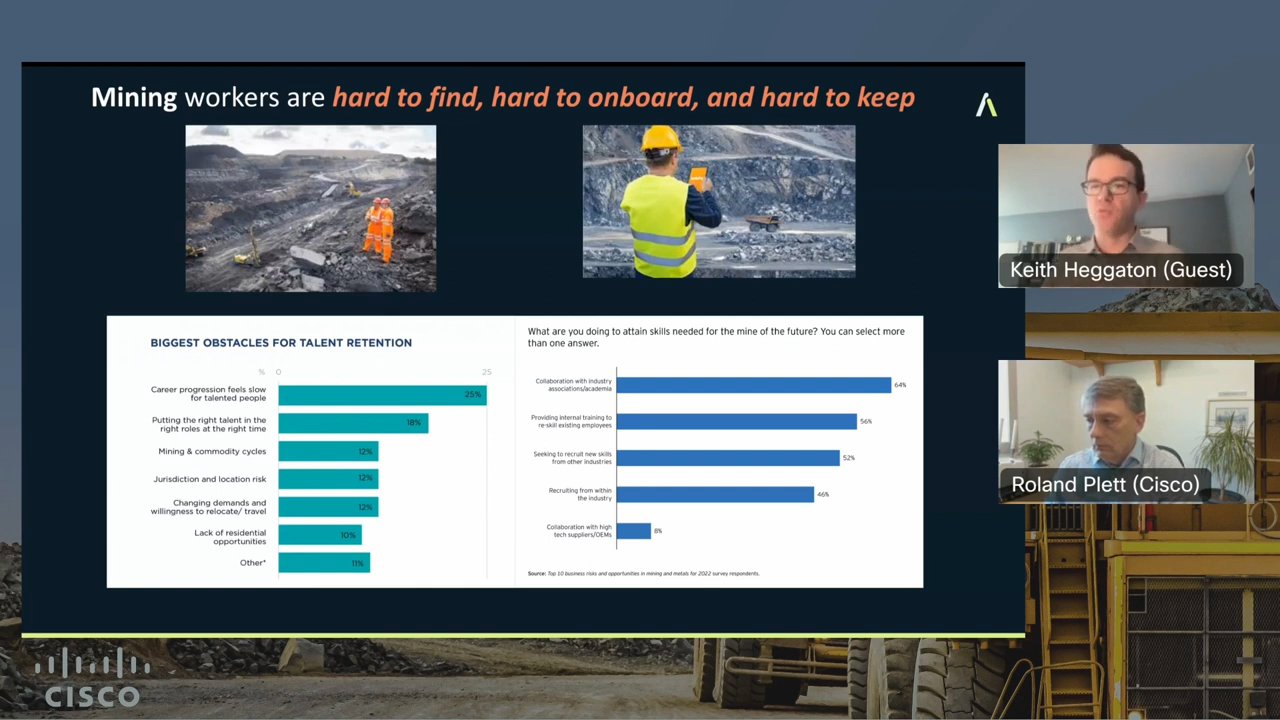 Mining workers are hard to find, hard to onboard, and hard to keep
BIGGEST OBSTACLES FOR TALENT RETENTION
% 0 25
Career progression feels slow
for talented people
25%
Putting the right talent in the
right roles at the right time
18%
Mining & commodity cycles
12%
Jurisdiction and location risk
12%
Changing demands and
willingness to relocate/ travel
12%
Lack of residential
opportunities
10%
Other*
11%
What are you doing to attain skills needed for the mine of the future? You can select more
than one answer.
Collaboration with industry
associations/academia
64%
Providing internal training to
re-skill existing employees
56%
Seeking to recruit new skills
from other industries
52%
Recruiting from within
the industry
46%
Collaboration with high
tech suppliers/OEMs
8%
Source: Top 10 business risks and opportunities in mining and metals for 2022 survey respondents.
Keith Heggaton (Guest)
Roland Plett (Cisco)
CISCO